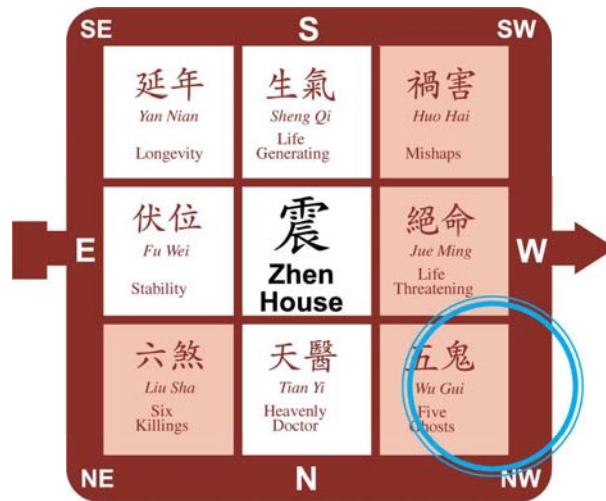 SE
S
SW
延年
Yan Nian
Longevity
生氣
Sheng Qi
Life
Generating
禍害
Huo Hai
Mishaps
E
伏位
Fu Wei
Stability
震
Zhen
House
絕命
Jue Ming
Life
Threatening
W
六煞
Liu Sha
Six
Killings
天醫
Tian Yi
Heavenly
Doctor
五鬼
Wu Gui
Five
Ghosts
NE
N
NW